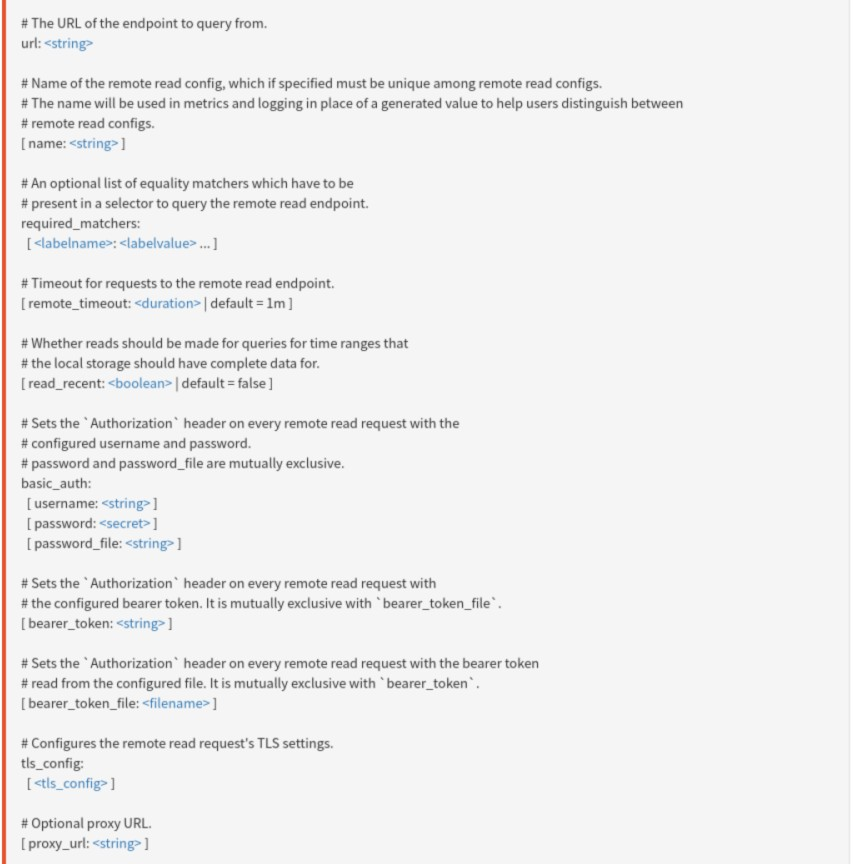 # The URL of the endpoint to query from.
url: <string>
# Name of the remote read config, which if specified must be unique among remote read configs.
# The name will be used in metrics and logging in place of a generated value to help users distinguish between
# remote read configs.
[ name: <string> ]
# An optional list of equality matchers which have to be
# present in a selector to query the remote read endpoint.
required_matchers:
[ <labelname>: <labelvalue> ... ]
# Timeout for requests to the remote read endpoint.
[ remote_timeout: <duration> | default = 1m ]
# Whether reads should be made for queries for time ranges that
# the local storage should have complete data for.
[ read_recent: <boolean> | default = false ]
# Sets the `Authorization` header on every remote read request with the
# configured username and password.
# password and password_file are mutually exclusive.
basic_auth:
[ username: <string> ]
[ password: <secret> ]
[ password_file: <string> ]
# Sets the `Authorization` header on every remote read request with
# the configured bearer token. It is mutually exclusive with `bearer_token_file`.
[ bearer_token: <string> ]
# Sets the `Authorization` header on every remote read request with the bearer token
# read from the configured file. It is mutually exclusive with `bearer_token`.
[ bearer_token_file: <filename> ]
# Configures the remote read request's TLS settings.
tls_config:
[ <tls_config> ]
# Optional proxy URL.
[ proxy_url: <string> ]